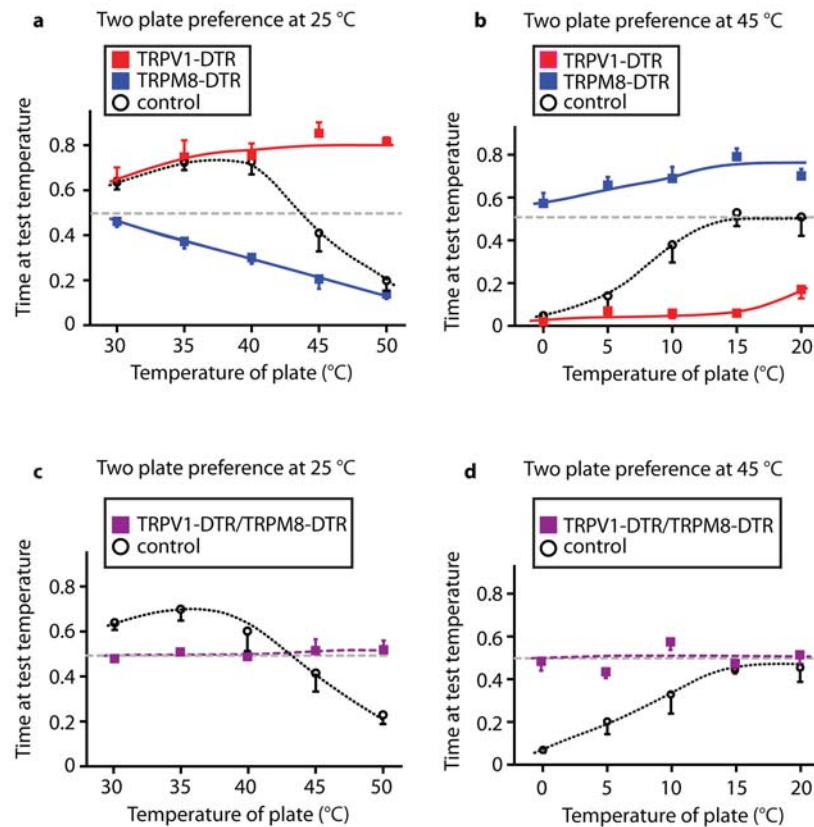 a Two plate preference at 25 °C
TRPV1-DTR
TRPM8-DTR
control
Time at test temperature
0.8
0.6
0.4
0.2
0
30 35 40 45 50
Temperature of plate (°C)
b Two plate preference at 45 °C
TRPV1-DTR
TRPM8-DTR
control
Time at test temperature
0.8
0.6
0.4
0.2
0
0 5 10 15 20
Temperature of plate (°C)
c Two plate preference at 25 °C
TRPV1-DTR/TRPM8-DTR
control
Time at test temperature
0.8
0.6
0.4
0.2
0
30 35 40 45 50
Temperature of plate (°C)
d Two plate preference at 45 °C
TRPV1-DTR/TRPM8-DTR
control
Time at test temperature
0.8
0.6
0.4
0.2
0
0 5 10 15 20
Temperature of plate (°C)